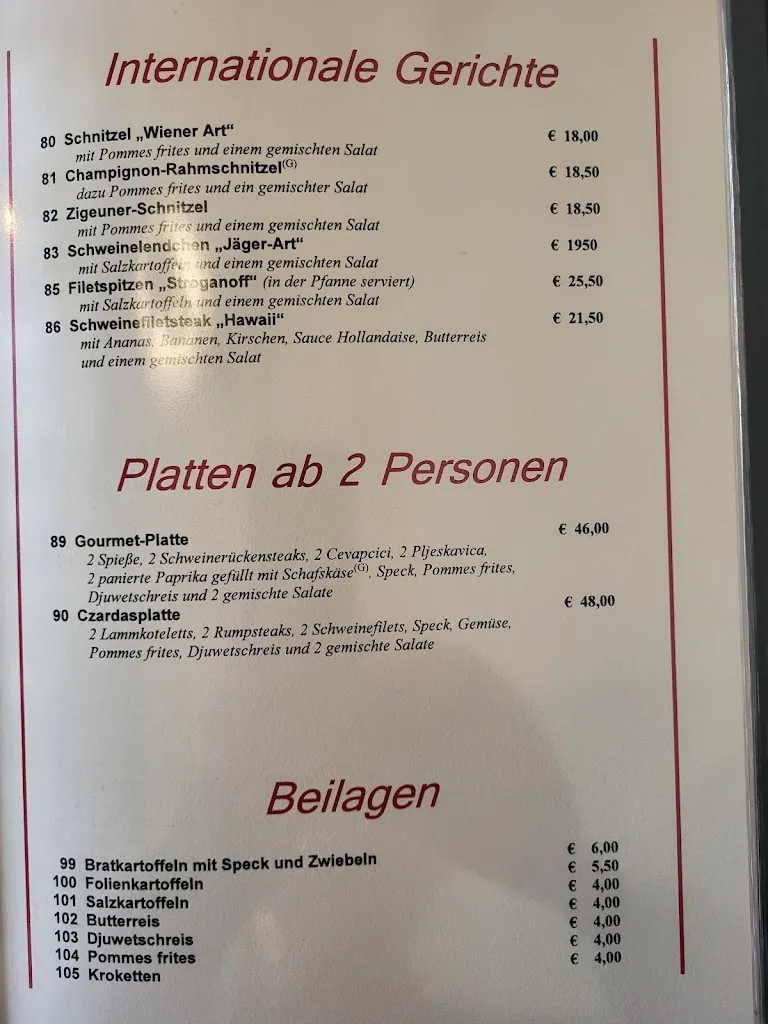 Internationale Gerichte
80 Schnitzel „Wiener Art“ € 18,00
mit Pommes frites und einem gemischten Salat
81 Champignon-Rahmschnitzel(G) € 18,50
dazu Pommes frites und ein gemischter Salat
82 Zigeuner-Schnitzel € 18,50
mit Pommes frites und einem gemischten Salat
83 Schweinelendchen „Jäger-Art“ € 1950
mit Salzkartoffeln und einem gemischten Salat
85 Filetspitzen „Stroganoff“ (in der Pfanne serviert) € 25,50
mit Salzkartoffeln und einem gemischten Salat
86 Schweinefiletsteak „Hawaii“ € 21,50
mit Ananas, Bananen, Kirschen, Sauce Hollandaise, Butterreis
und einem gemischten Salat
Platten ab 2 Personen
89 Gourmet-Platte € 46,00
2 Spieße, 2 Schweinerückensteaks, 2 Cevapcici, 2 Pljeskavica,
2 panierte Paprika gefüllt mit Schafskäse(G), Speck, Pommes frites,
Djuwetschreis und 2 gemischte Salate
90 Czardasplatte € 48,00
2 Lammkoteletts, 2 Rumpsteaks, 2 Schweinefilets, Speck, Gemüse,
Pommes frites, Djuwetschreis und 2 gemischte Salate
Beilagen
99 Bratkartoffeln mit Speck und Zwiebeln € 6,00
100 Folienkartoffeln € 5,50
101 Salzkartoffeln € 4,00
102 Butterreis € 4,00
103 Djuwetschreis € 4,00
104 Pommes frites € 4,00
105 Kroketten € 4,00